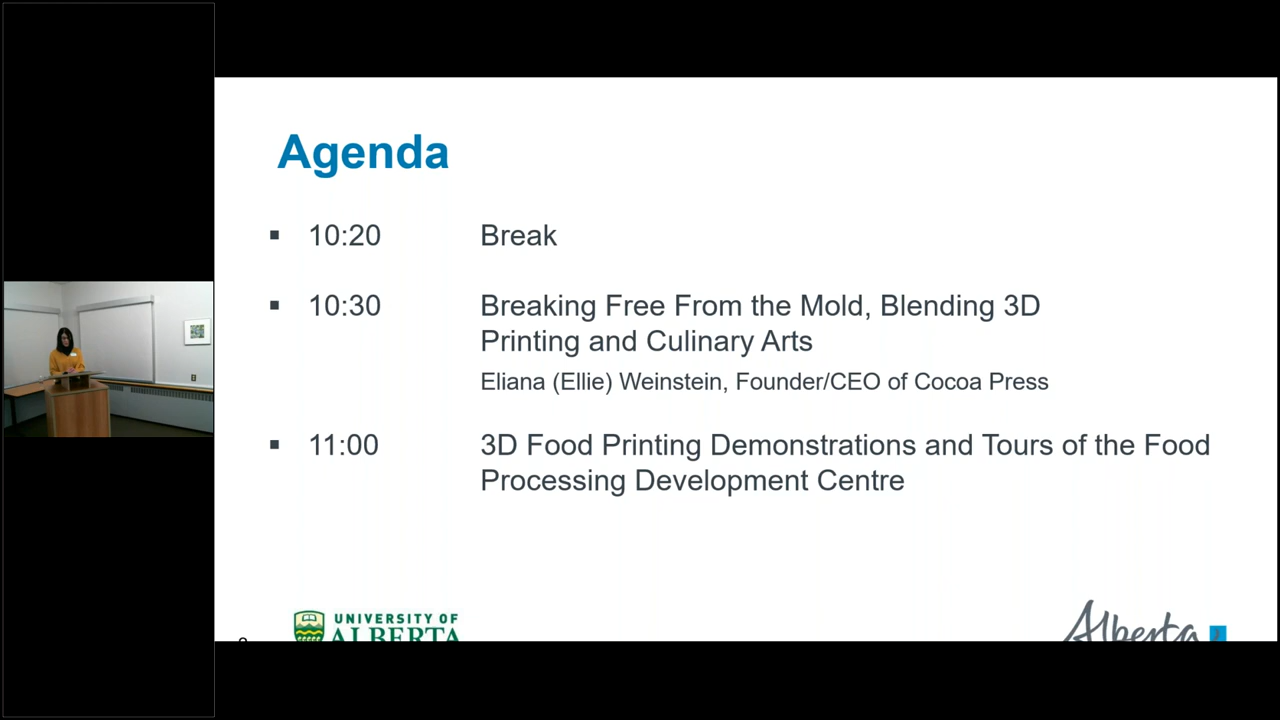 Agenda
▪ 10:20 Break
▪ 10:30 Breaking Free From the Mold, Blending 3D
Printing and Culinary Arts
Eliana (Ellie) Weinstein, Founder/CEO of Cocoa Press
▪ 11:00 3D Food Printing Demonstrations and Tours of the Food
Processing Development Centre
UNIVERSITY OF
ALBERTA
Alberta